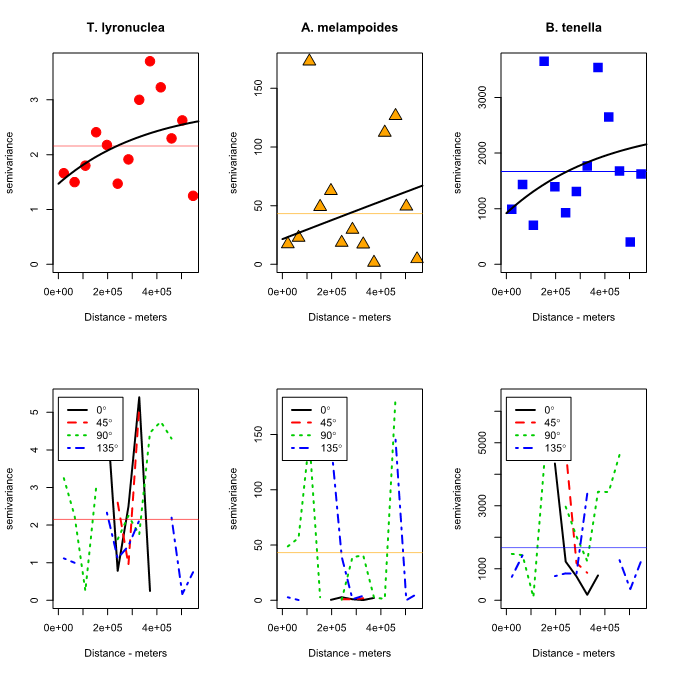 T. lyronuclea
A. melampoides
B. tenella
semivariance
0
1
2
3
0e+00
2e+05
4e+05
Distance - meters
semivariance
0
50
100
150
0e+00
2e+05
4e+05
Distance - meters
semivariance
0
1000
2000
3000
0e+00
2e+05
4e+05
Distance - meters
semivariance
0
1
2
3
4
5
0e+00
2e+05
4e+05
Distance - meters
0°
45°
90°
135°
semivariance
0
50
100
150
0e+00
2e+05
4e+05
Distance - meters
0°
45°
90°
135°
semivariance
0
1000
3000
5000
0e+00
2e+05
4e+05
Distance - meters
0°
45°
90°
135°